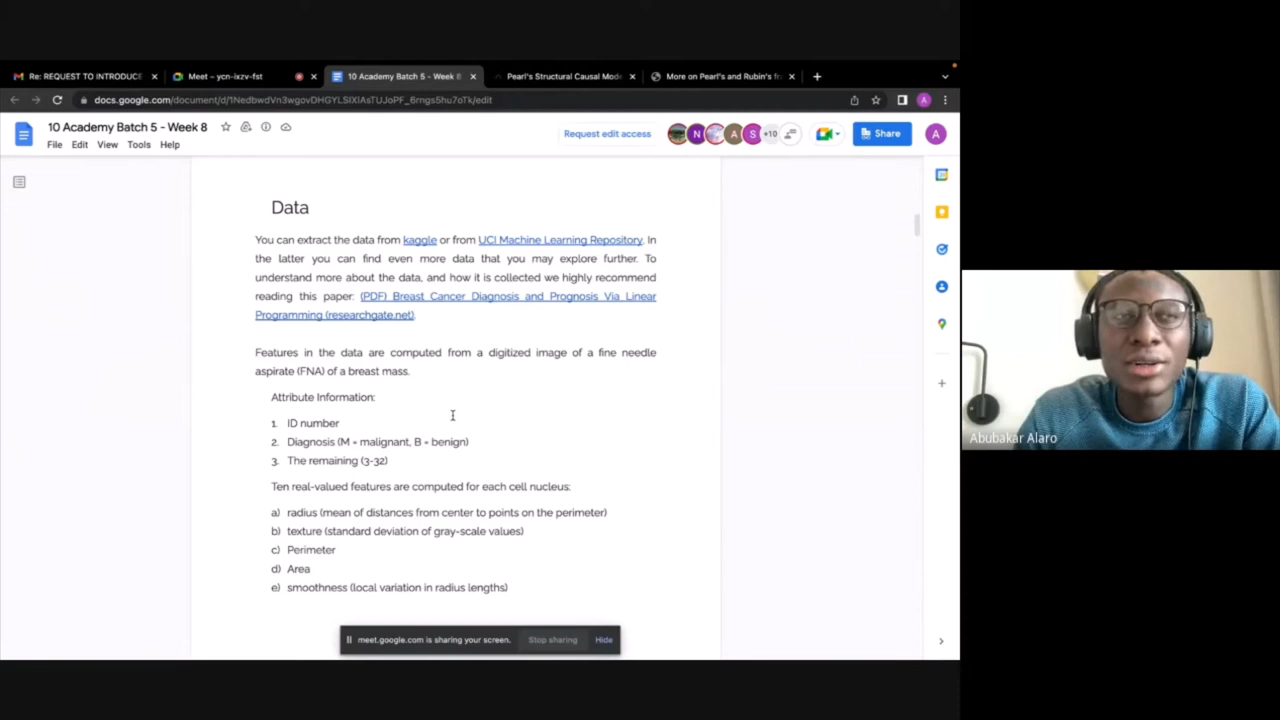 Re: REQUEST TO INTRODUCE
Meet – ycn-ixzv-fst
10 Academy Batch 5 - Week 8
Pearl's Structural Causal Mode
More on Pearl's and Rubin's fr
docs.google.com/document/d/1NedbwdVn3wgovDHGYLSlXlAsTUJoPF_6rngs5hu7oTk/edit
10 Academy Batch 5 - Week 8
File Edit View Tools Help
Request edit access
N
A
S
+10
Share
A
Data
You can extract the data from kaggle or from UCI Machine Learning Repository. In
the latter you can find even more data that you may explore further. To
understand more about the data, and how it is collected we highly recommend
reading this paper: (PDF) Breast Cancer Diagnosis and Prognosis Via Linear
Programming (researchgate.net).
Features in the data are computed from a digitized image of a fine needle
aspirate (FNA) of a breast mass.
Attribute Information:
1. ID number
2. Diagnosis (M = malignant, B = benign)
3. The remaining (3-32)
Ten real-valued features are computed for each cell nucleus:
a) radius (mean of distances from center to points on the perimeter)
b) texture (standard deviation of gray-scale values)
c) Perimeter
d) Area
e) smoothness (local variation in radius lengths)
meet.google.com is sharing your screen. Stop sharing Hide
Abubakar Alaro